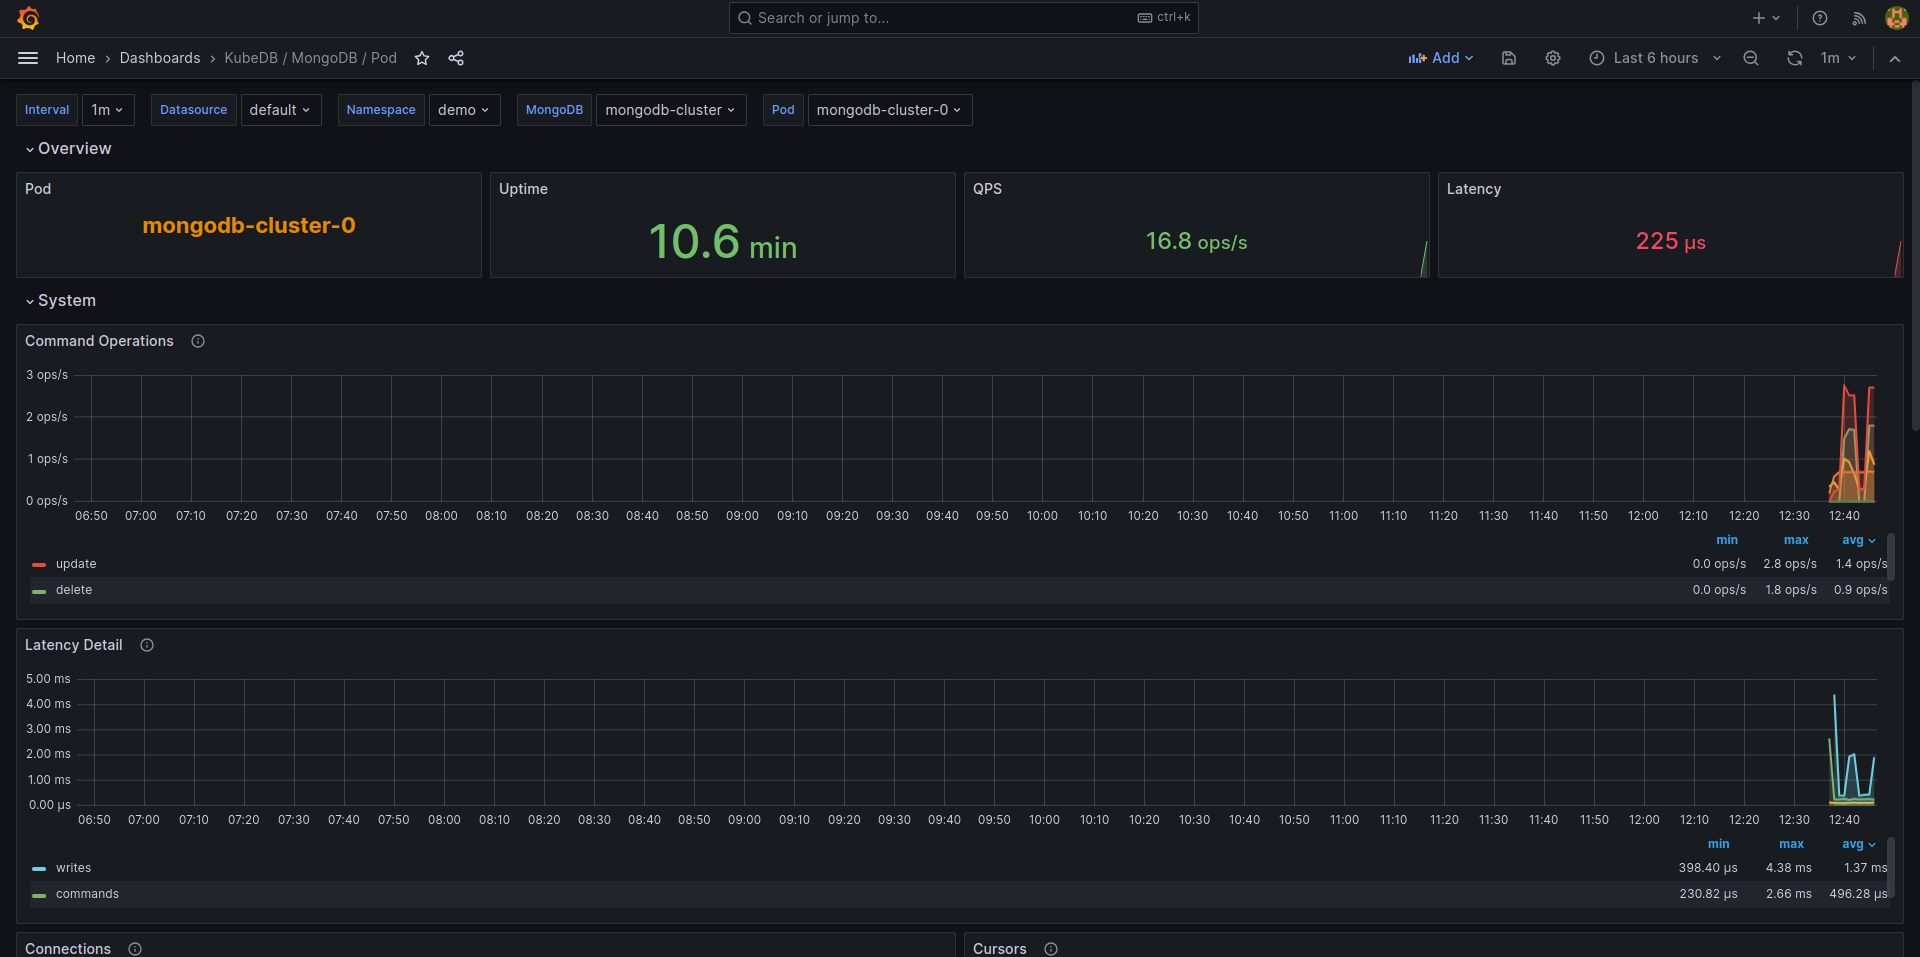 Search or jump to... ctrl+k
Home › Dashboards › KubeDB / MongoDB / Pod Add Last 6 hours 1m
Interval 1m Datasource default Namespace demo MongoDB mongodb-cluster Pod mongodb-cluster-0
Overview
Pod Uptime QPS Latency
mongodb-cluster-0 10.6 min 16.8 ops/s 225 µs
System
Command Operations
3 ops/s
2 ops/s
1 ops/s
0 ops/s
06:50 07:00 07:10 07:20 07:30 07:40 07:50 08:00 08:10 08:20 08:30 08:40 08:50 09:00 09:10 09:20 09:30 09:40 09:50 10:00 10:10 10:20 10:30 10:40 10:50 11:00 11:10 11:20 11:30 11:40 11:50 12:00 12:10 12:20 12:30 12:40
min max avg
update 0.0 ops/s 2.8 ops/s 1.4 ops/s
delete 0.0 ops/s 1.8 ops/s 0.9 ops/s
Latency Detail
5.00 ms
4.00 ms
3.00 ms
2.00 ms
1.00 ms
0.00 µs
06:50 07:00 07:10 07:20 07:30 07:40 07:50 08:00 08:10 08:20 08:30 08:40 08:50 09:00 09:10 09:20 09:30 09:40 09:50 10:00 10:10 10:20 10:30 10:40 10:50 11:00 11:10 11:20 11:30 11:40 11:50 12:00 12:10 12:20 12:30 12:40
min max avg
writes 398.40 µs 4.38 ms 1.37 ms
commands 230.82 µs 2.66 ms 496.28 µs
Connections Cursors